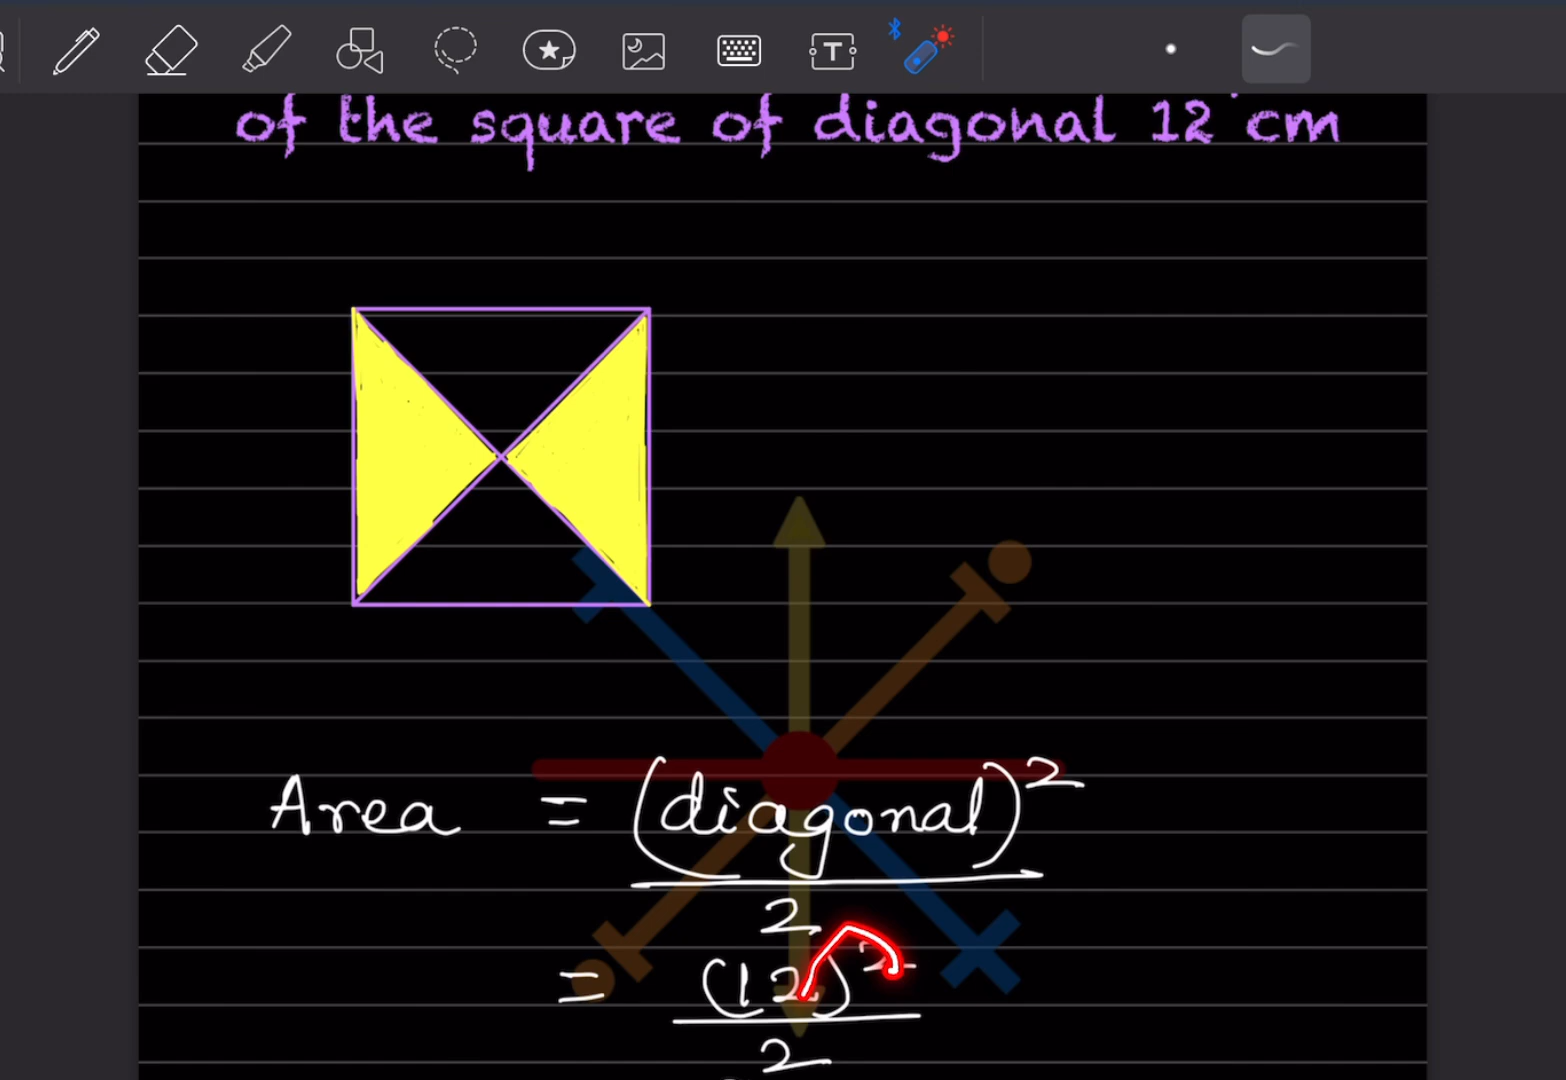 of the square of diagonal 12 cm
Area = (diagonal)²
2
= (12)²
2